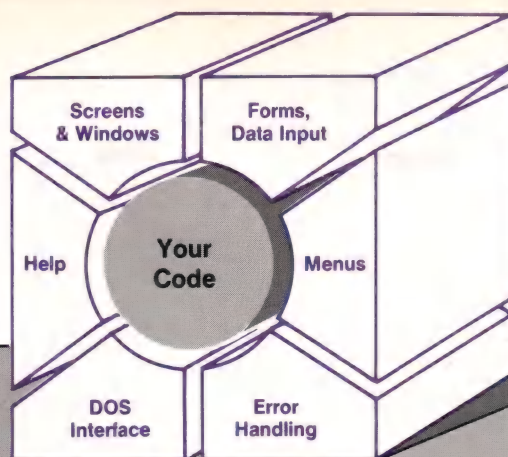 Screens
& Windows
Forms,
Data Input
Help
Your
Code
Menus
DOS
Interface
Error
Handling